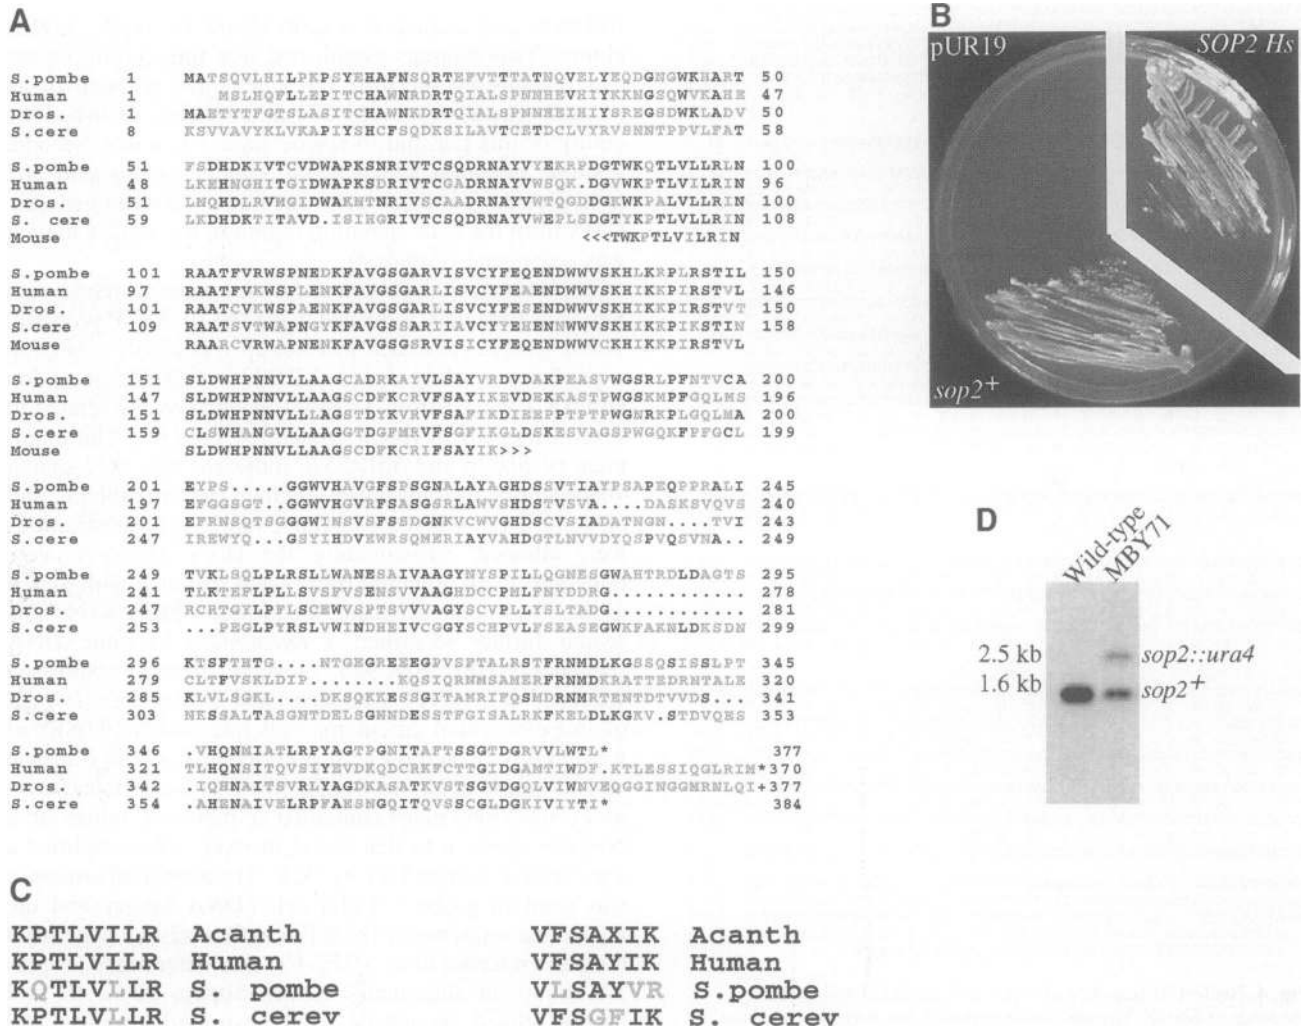 A
S.pombe 1 MATSQVLHILPKPSYEHAFNSQRTEFVTTTATNQVELYEQDGNGWKHART 50
Human 1 MSLHQFLLEPITCHAWNRDRTQIALSPNNHEVHIYKKNGSQWVKAHE 47
Dros. 1 MAETYTFGTSLASITCHAWNKDRTQIALSPNNHEIHIYSREGSDWKLADV 50
S.cere 8 KSVVAVYKLVKAPIYSHCFSQDKSILAVTCETDCLVYRVSNNTPPVLFAT 58
S.pombe 51 FSDHDKIVTCVDWAPKSNRIVTCSQDRNAYVYEKRPDGTWKQTLVLLRLN 100
Human 48 LKEHNGHITGIDWAPKSDRIVTCGADRNAYVWSQK.DGVWKPTLVILRIN 96
Dros. 51 LNQHDLRVMGIDWAKNTNRIVSCAADRNAYVWTQGDDGKWKPALVLLRIN 100
S. cere 59 LKDHDKTITAVD.ISIHGRIVTCSQDRNAYVWEPLSDGTYKPTLVLLRIN 108
Mouse <<<TWKPTLVILRIN
S.pombe 101 RAATFVRWSPNEDKFAVGSGARVISVCYFEQENDWWVSKHLKRPLRSTIL 150
Human 97 RAATFVKWSPLENKFAVGSGARLISVCYFEAENDWWVSKHIKKPIRSTVL 146
Dros. 101 RAATCVKWSPAENKFAVGSGARLISVCYFESENDWWVSKHIKKPIRSTVT 150
S.cere 109 RAATSVTWAPNGYKFAVGSSARIIAVCYYEHENNWWVSKHIKKPIKSTIN 158
Mouse RAARCVRWAPNENKFAVGSGSRVISICYFEQENDWWVCKHIKKPIRSTVL
S.pombe 151 SLDWHPNNVLLAAGCADRKAYVLSAYVRDVDAKPEASVWGSRLPFNTVCA 200
Human 147 SLDWHPNNVLLAAGSCDFKCRVFSAYIKEVDEKKASTPWGSKMPFGQLMS 196
Dros. 151 SLDWHPNNVLLLAGSTDYKVRVFSAFIKDIEEPPTPTPWGNRKPLGQLMA 200
S.cere 159 CLSWHANGVLLAAGGTDGFMRVFSGFIKGLDSKESVAGSPWGQKFPFGCL 199
Mouse SLDWHPNNVLLAAGSCDFKCRIFSAYIK>>>
S.pombe 201 EYPS.....GGWVHAVGFSPSGNALAYAGHDSSVTIAYPSAPEQPPRALI 245
Human 197 EFGGSGT..GGWVHGVRFSASGSRLAWVSHDSTVSVA....DASKSVQVS 240
Dros. 201 EFRNSQTSGGGWINSVSFSSDGNKVCWVGHDSCVSIADATNGN....TVI 243
S.cere 247 IREWYQ...GSYIHDVEWRSQMERIAYVAHDGTLNVVDYQSPVQSVNA.. 249
S.pombe 249 TVKLSQLPLRSLLWANESAIVAAGYNYSPILLQGNESGWAHTRDLDAGTS 295
Human 241 TLKTEFLPLLSVSFVSENSVVAAGHDCCPMLFNYDDRG............ 278
Dros. 247 RCRTGYLPFLSCEWVSPTSVVVAGYSCVPLLYSLTADG............ 281
S.cere 253 ...PEGLPYRSLVWINDHEIVCGGYSCHPVLFSEASEGWKFAKNLDKSDN 299
S.pombe 296 KTSFTHTG....NTGEGREEEGPVSFTALRSTFRNMDLKGSSQSISSLPT 345
Human 279 CLTFVSKLDIP....KQSIQRNMSAMERFRNMDKRATTEDRNTALE 320
Dros. 285 KLVLSGKL....DKSQKKESSGITAMRIFQSMDRNMRTENTDTVVDS... 341
S.cere 303 NKSSALTASGNTDELSGNNDESSTFGISALRKFKELDLKGKV.STDVQES 353
S.pombe 346 .VHQNMIATLRPYAGTPGNITAFTSSGTDGRVVLWTL* 377
Human 321 TLHQNSITQVSIYEVDKQDCRKFCTTGIDGAMTIWDF.KTLESSIQGLRIM*370
Dros. 342 .IQHNAITSVRLYAGDKASATKVSTSGVDGQLVIWNVEQGGINGGMRNLQI+377
S.cere 354 .AHENAIVELRPFAESNGQITQVSSCGLDGKIVIYTI* 384
B
pUR19 SOP2 Hs
sop2+
C
KPTLVILR Acanth
KPTLVILR Human
KQTLVLLR S. pombe
KPTLVLLR S. cerev
VFSAXIK Acanth
VFSAYIK Human
VLSAYVR S.pombe
VFSGFIK S. cerev
D
Wild-type
MBY71
2.5 kb sop2::ura4
1.6 kb sop2+